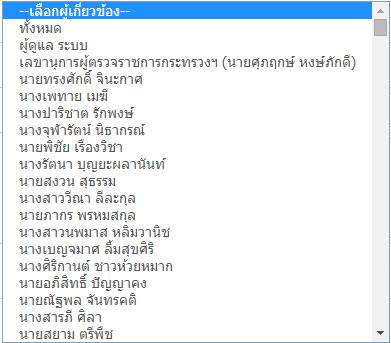 --เลือกผู้เกี่ยวข้อง--
ทั้งหมด
ผู้ดูแล ระบบ
เลขานุการผู้ตรวจราชการกระทรวงฯ (นายศุภฤกษ์ หงษ์ภักดี)
นายทรงศักดิ์ จินะกาศ
นางเพทาย เมฆี
นางปาริชาต รักพงษ์
นางจุฬารัตน์ นิธากรณ์
นายพิชัย เรืองวิชา
นางรัตนา บุญยะผลานันท์
นายสงวน สุธรรม
นางสาววีณา ลีละกุล
นายภากร พรหมสกุล
นางสาวนพมาส หลิมวานิช
นางเบญจมาศ ลิ้มสุขศิริ
นางศิริกานต์ ชาวห้วยหมาก
นายอภิสิทธิ์ ปัญญาคง
นายณัฐพล จันทรคติ
นางสารภี ศิลา
นายสยาม ตรีพืช